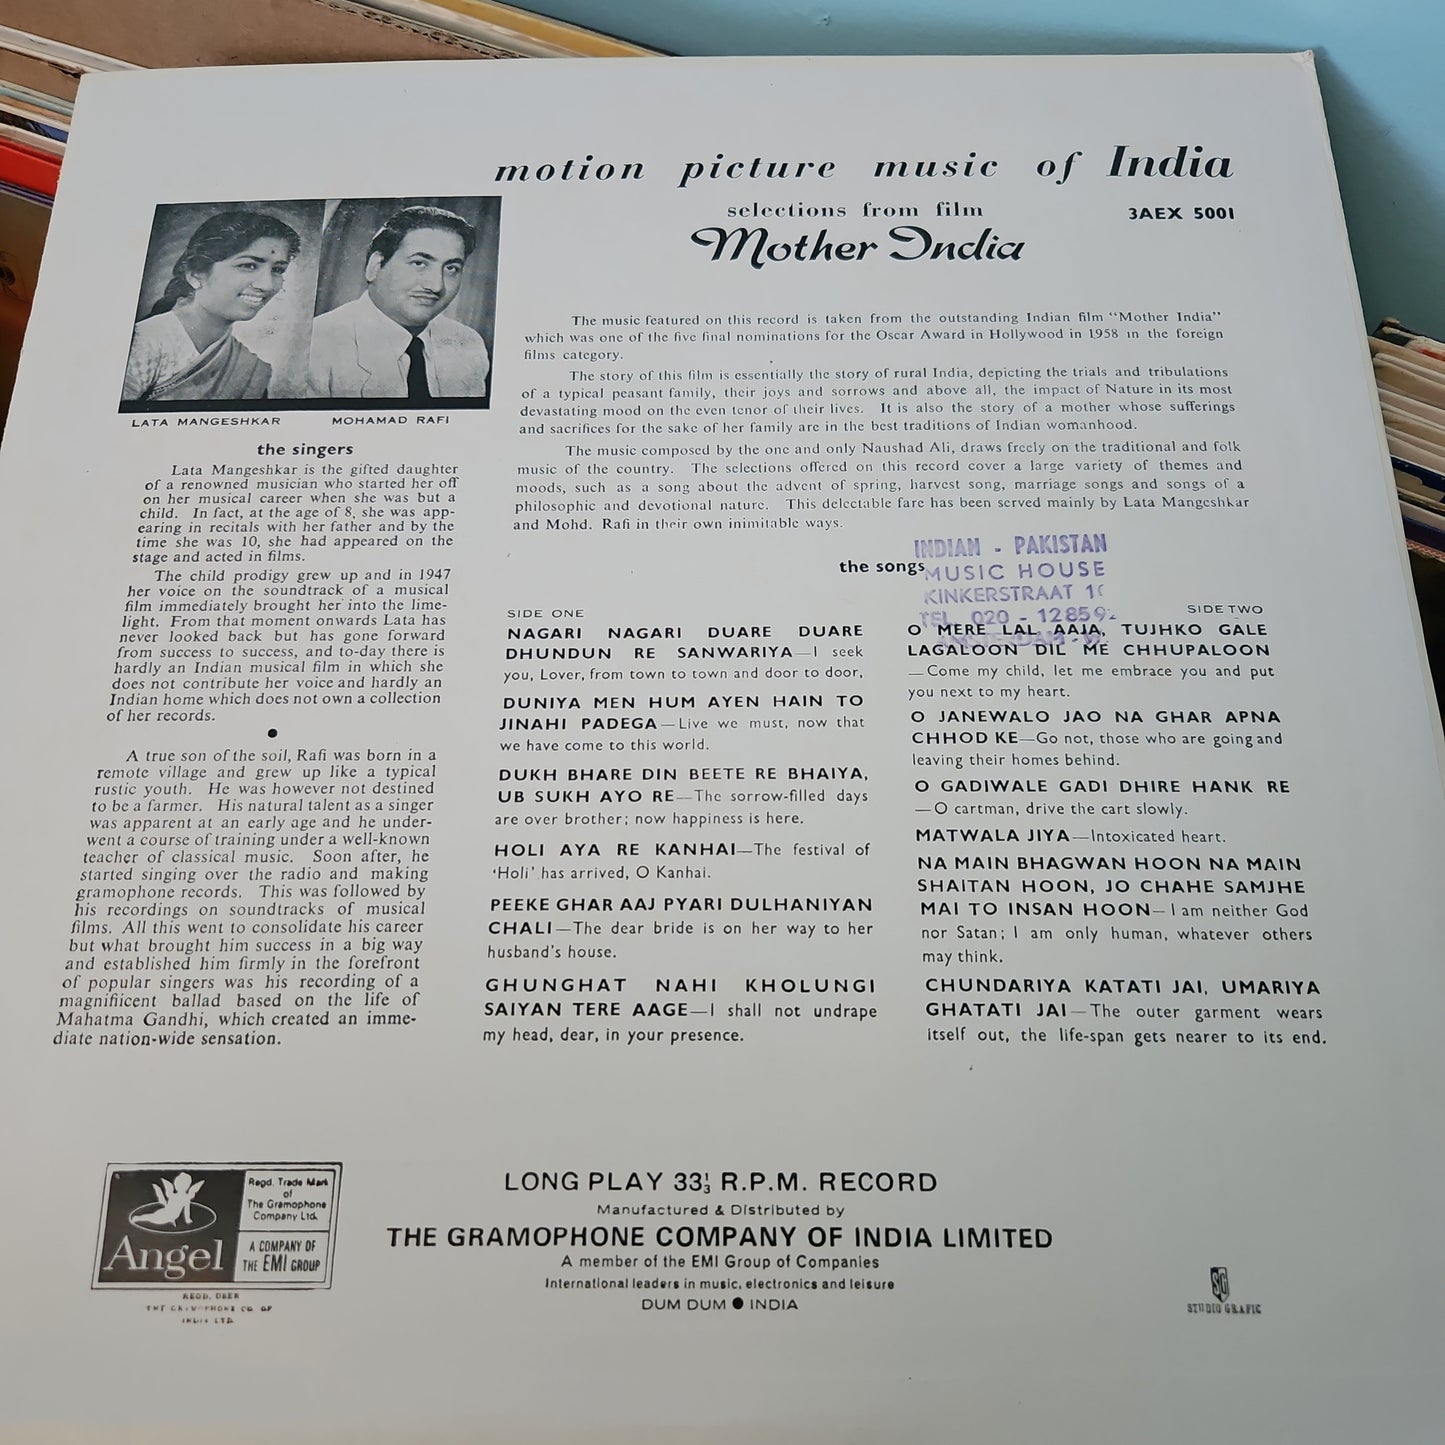 motion picture music of India
selections from film
3AEX 5001
Mother India
LATA MANGESHKAR
MOHAMAD RAFI
the singers
Lata Mangeshkar is the gifted daughter
of a renowned musician who started her off
on her musical career when she was but a
child. In fact, at the age of 8, she was app-
earing in recitals with her father and by the
time she was 10, she had appeared on the
stage and acted in films.
The child prodigy grew up and in 1947
her voice on the soundtrack of a musical
film immediately brought her into the lime-
light. From that moment onwards Lata has
never looked back but has gone forward
from success to success, and to-day there is
hardly an Indian musical film in which she
does not contribute her voice and hardly an
Indian home which does not own a collection
of her records.
A true son of the soil, Rafi was born in a
remote village and grew up like a typical
rustic youth. He was however not destined
to be a farmer. His natural talent as a singer
was apparent at an early age and he under-
went a course of training under a well-known
teacher of classical music. Soon after, he
started singing over the radio and making
gramophone records. This was followed by
his recordings on soundtracks of musical
films. All this went to consolidate his career
but what brought him success in a big way
and established him firmly in the forefront
of popular singers was his recording of a
magnifiicent ballad based on the life of
Mahatma Gandhi, which created an imme-
diate nation-wide sensation.
The music featured on this record is taken from the outstanding Indian film "Mother India"
which was one of the five final nominations for the Oscar Award in Hollywood in 1958 in the foreign
films category.
The story of this film is essentially the story of rural India, depicting the trials and tribulations
of a typical peasant family, their joys and sorrows and above all, the impact of Nature in its most
devastating mood on the even tenor of their lives. It is also the story of a mother whose sufferings
and sacrifices for the sake of her family are in the best traditions of Indian womanhood.
The music composed by the one and only Naushad Ali, draws freely on the traditional and folk
music of the country. The selections offered on this record cover a large variety of themes and
moods, such as a song about the advent of spring, harvest song, marriage songs and songs of a
philosophic and devotional nature. This delectable fare has been served mainly by Lata Mangeshkar
and Mohd. Rafi in their own inimitable ways.
the songs
INDIAN - PAKISTAN
MUSIC HOUSE
KINKERSTRAAT
TEL. 020 - 12859
SIDE ONE
NAGARI NAGARI DUARE DUARE
DHUNDUN RE SANWARIYA—I seek
you, Lover, from town to town and door to door,
DUNIYA MEN HUM AYEN HAIN TO
JINAHI PADEGA—Live we must, now that
we have come to this world.
DUKH BHARE DIN BEETE RE BHAIYA,
UB SUKH AYO RE—The sorrow-filled days
are over brother; now happiness is here.
HOLI AYA RE KANHAI—The festival of
'Holi' has arrived, O Kanhai.
PEEKE GHAR AAJ PYARI DULHANIYAN
CHALI—The dear bride is on her way to her
husband's house.
GHUNGHAT NAHI KHOLUNGI
SAIYAN TERE AAGE—I shall not undrape
my head, dear, in your presence.
SIDE TWO
O MERE LAL AAJA, TUJHKO GALE
LAGALOON DIL ME CHHUPALOON
—Come my child, let me embrace you and put
you next to my heart.
O JANEWALO JAO NA GHAR APNA
CHHOD KE—Go not, those who are going and
leaving their homes behind.
O GADIWALE GADI DHIRE HANK RE
—O cartman, drive the cart slowly.
MATWALA JIYA—Intoxicated heart.
NA MAIN BHAGWAN HOON NA MAIN
SHAITAN HOON, JO CHAHE SAMJHE
MAI TO INSAN HOON—I am neither God
nor Satan; I am only human, whatever others
may think.
CHUNDARIYA KATATI JAI, UMARIYA
GHATATI JAI—The outer garment wears
itself out, the life-span gets nearer to its end.
Angel
Regd. Trade Mark
of
The Gramophone
Company Ltd.
A COMPANY OF
THE EMI GROUP
REGD. USER
THE GRAMOPHONE CO. OF
INDIA LTD.
LONG PLAY 33⅓ R.P.M. RECORD
Manufactured & Distributed by
THE GRAMOPHONE COMPANY OF INDIA LIMITED
A member of the EMI Group of Companies
International leaders in music, electronics and leisure
DUM DUM ● INDIA
SG
STUDIO GRAFIC